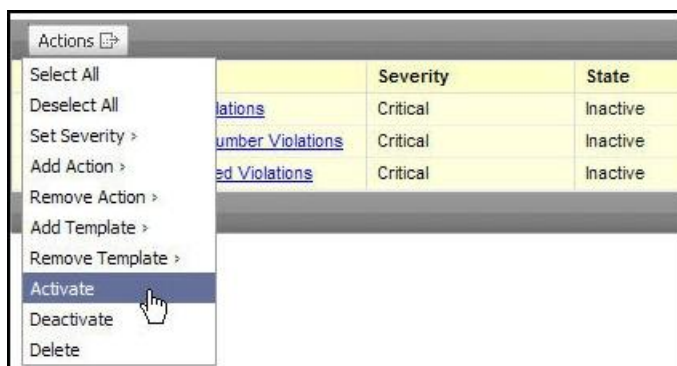 Actions
Select All Severity State
Deselect All lations Critical Inactive
Set Severity > umber Violations Critical Inactive
Add Action > ed Violations Critical Inactive
Remove Action >
Add Template >
Remove Template >
Activate
Deactivate
Delete